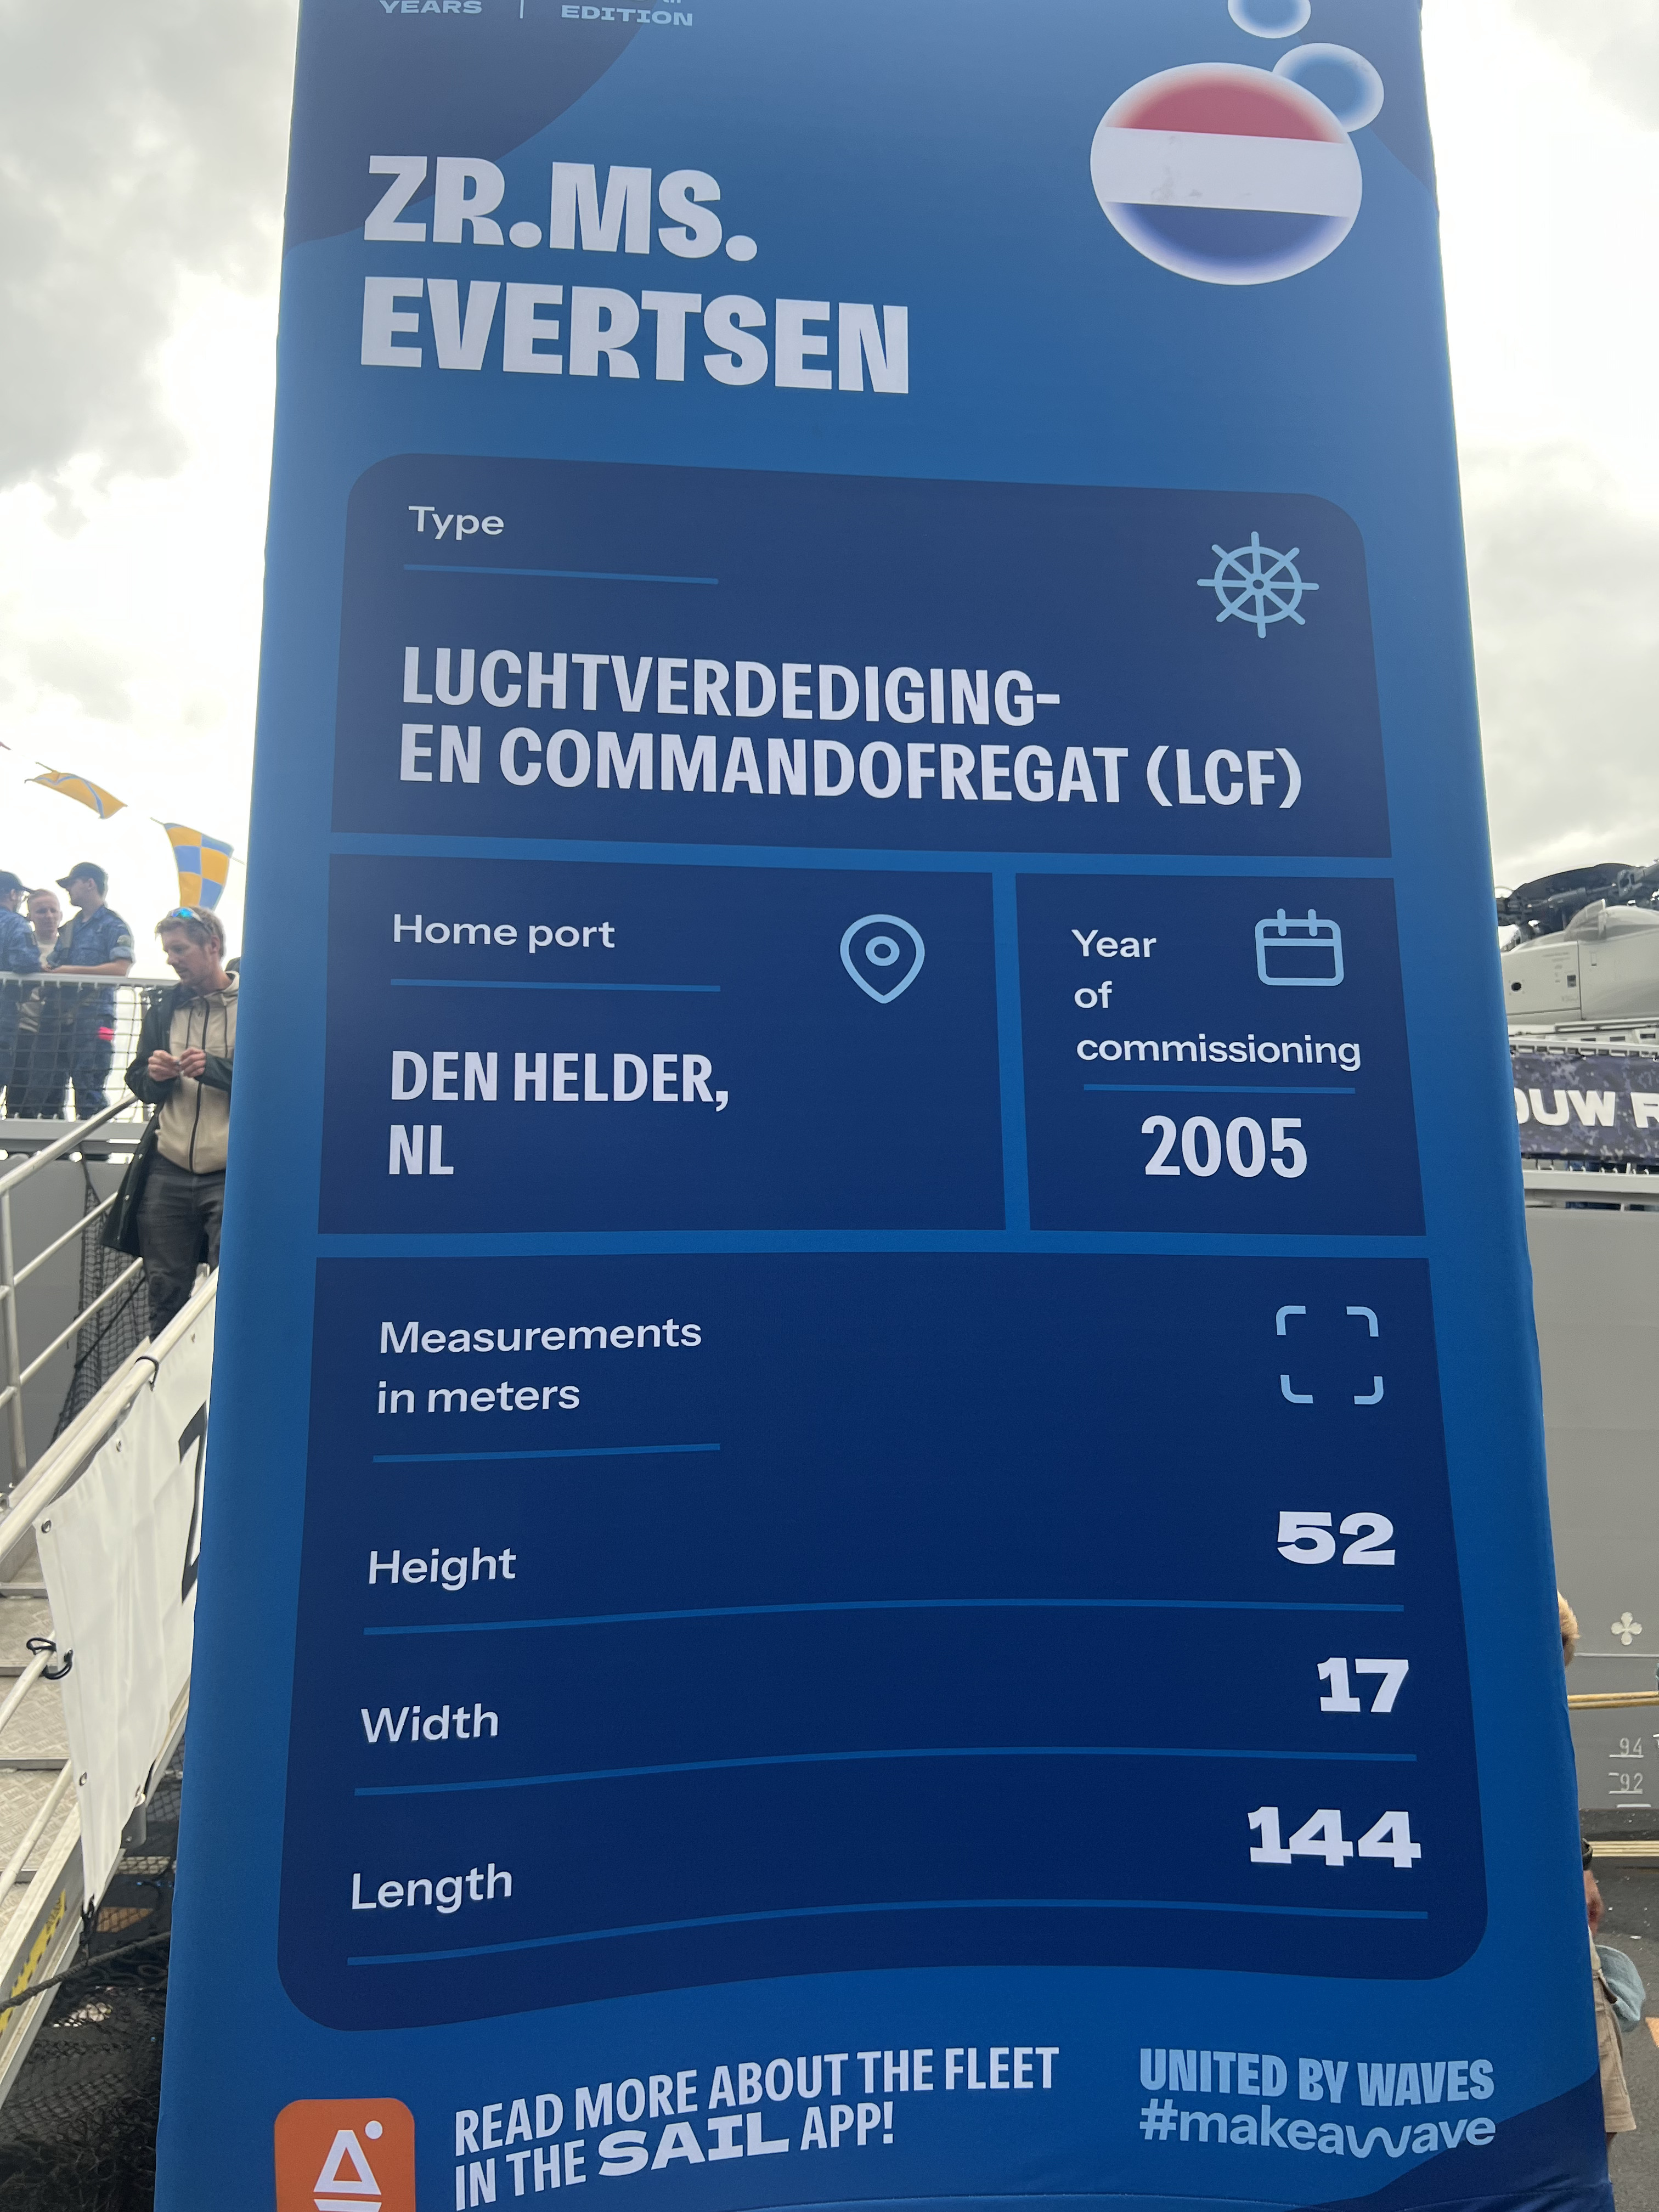 YEARS | EDITION
ZR.MS.
EVERTSEN
Type
LUCHTVERDEDIGING-
EN COMMANDOFREGAT (LCF)
Home port
DEN HELDER,
NL
Year
of
commissioning
2005
Measurements
in meters
Height 52
Width 17
Length 144
READ MORE ABOUT THE FLEET
IN THE SAIL APP!
UNITED BY WAVES
#makeawave
94
92